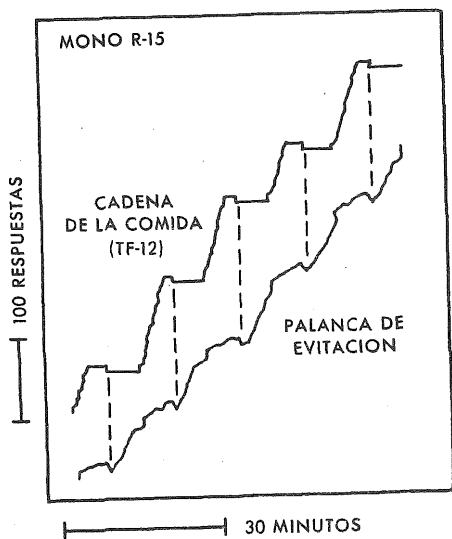 MONO R-15
CADENA
DE LA COMIDA
(TF-12)
100 RESPUESTAS
PALANCA DE
EVITACION
30 MINUTOS